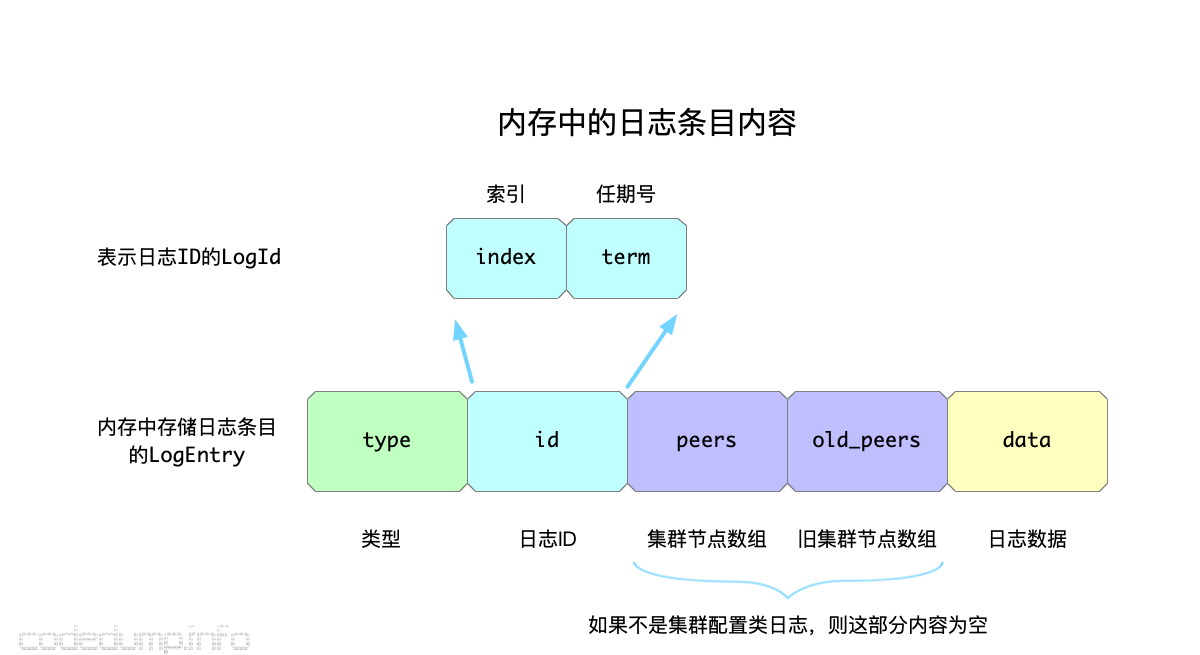 内存中的日志条目内容
索引 任期号
表示日志ID的LogId index term
内存中存储日志条目
的LogEntry
type id peers old_peers data
类型 日志ID 集群节点数组 旧集群节点数组 日志数据
如果不是集群配置类日志，则这部分内容为空
codedump.info